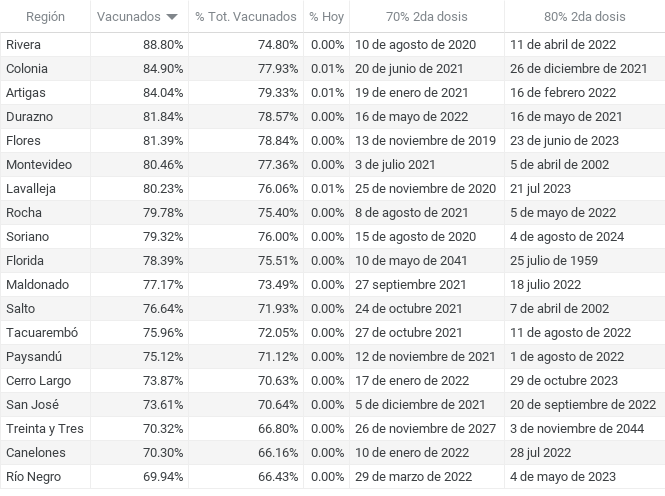 Región Vacunados % Tot. Vacunados % Hoy 70% 2da dosis 80% 2da dosis
Rivera 88.80% 74.80% 0.00% 10 de agosto de 2020 11 de abril de 2022
Colonia 84.90% 77.93% 0.01% 20 de junio de 2021 26 de diciembre de 2021
Artigas 84.04% 79.33% 0.01% 19 de enero de 2021 16 de febrero 2022
Durazno 81.84% 78.57% 0.00% 16 de mayo de 2022 16 de mayo de 2021
Flores 81.39% 78.84% 0.00% 13 de noviembre de 2019 23 de junio de 2023
Montevideo 80.46% 77.36% 0.00% 3 de julio 2021 5 de abril de 2002
Lavalleja 80.23% 76.06% 0.01% 25 de noviembre de 2020 21 jul 2023
Rocha 79.78% 75.40% 0.00% 8 de agosto de 2021 5 de mayo de 2022
Soriano 79.32% 76.00% 0.00% 15 de agosto de 2020 4 de agosto de 2024
Florida 78.39% 75.51% 0.00% 10 de mayo de 2041 25 julio de 1959
Maldonado 77.17% 73.49% 0.00% 27 septiembre 2021 18 julio 2022
Salto 76.64% 71.93% 0.00% 24 de octubre 2021 7 de abril de 2002
Tacuarembó 75.96% 72.05% 0.00% 27 de octubre 2021 11 de agosto de 2022
Paysandú 75.12% 71.12% 0.00% 12 de noviembre de 2021 1 de agosto de 2022
Cerro Largo 73.87% 70.63% 0.00% 17 de enero de 2022 29 de octubre 2023
San José 73.61% 70.64% 0.00% 5 de diciembre de 2021 20 de septiembre de 2022
Treinta y Tres 70.32% 66.80% 0.00% 26 de noviembre de 2027 3 de noviembre de 2044
Canelones 70.30% 66.16% 0.00% 10 de enero de 2022 28 jul 2022
Río Negro 69.94% 66.43% 0.00% 29 de marzo de 2022 4 de mayo de 2023